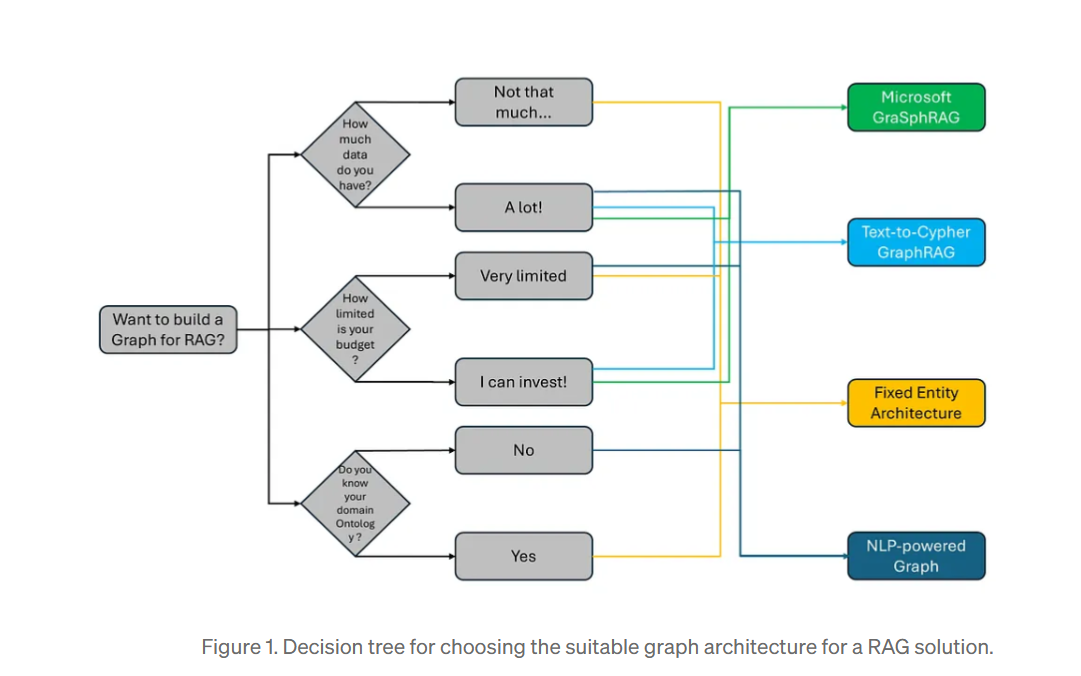 Want to build a
Graph for RAG?
How
much
data
do you
have?
Not that
much...
A lot!
How
limited
is your
budget
?
Very limited
I can invest!
Do you
know
your
domain
Ontolog
y?
No
Yes
Microsoft
GraSphRAG
Text-to-Cypher
GraphRAG
Fixed Entity
Architecture
NLP-powered
Graph
Figure 1. Decision tree for choosing the suitable graph architecture for a RAG solution.